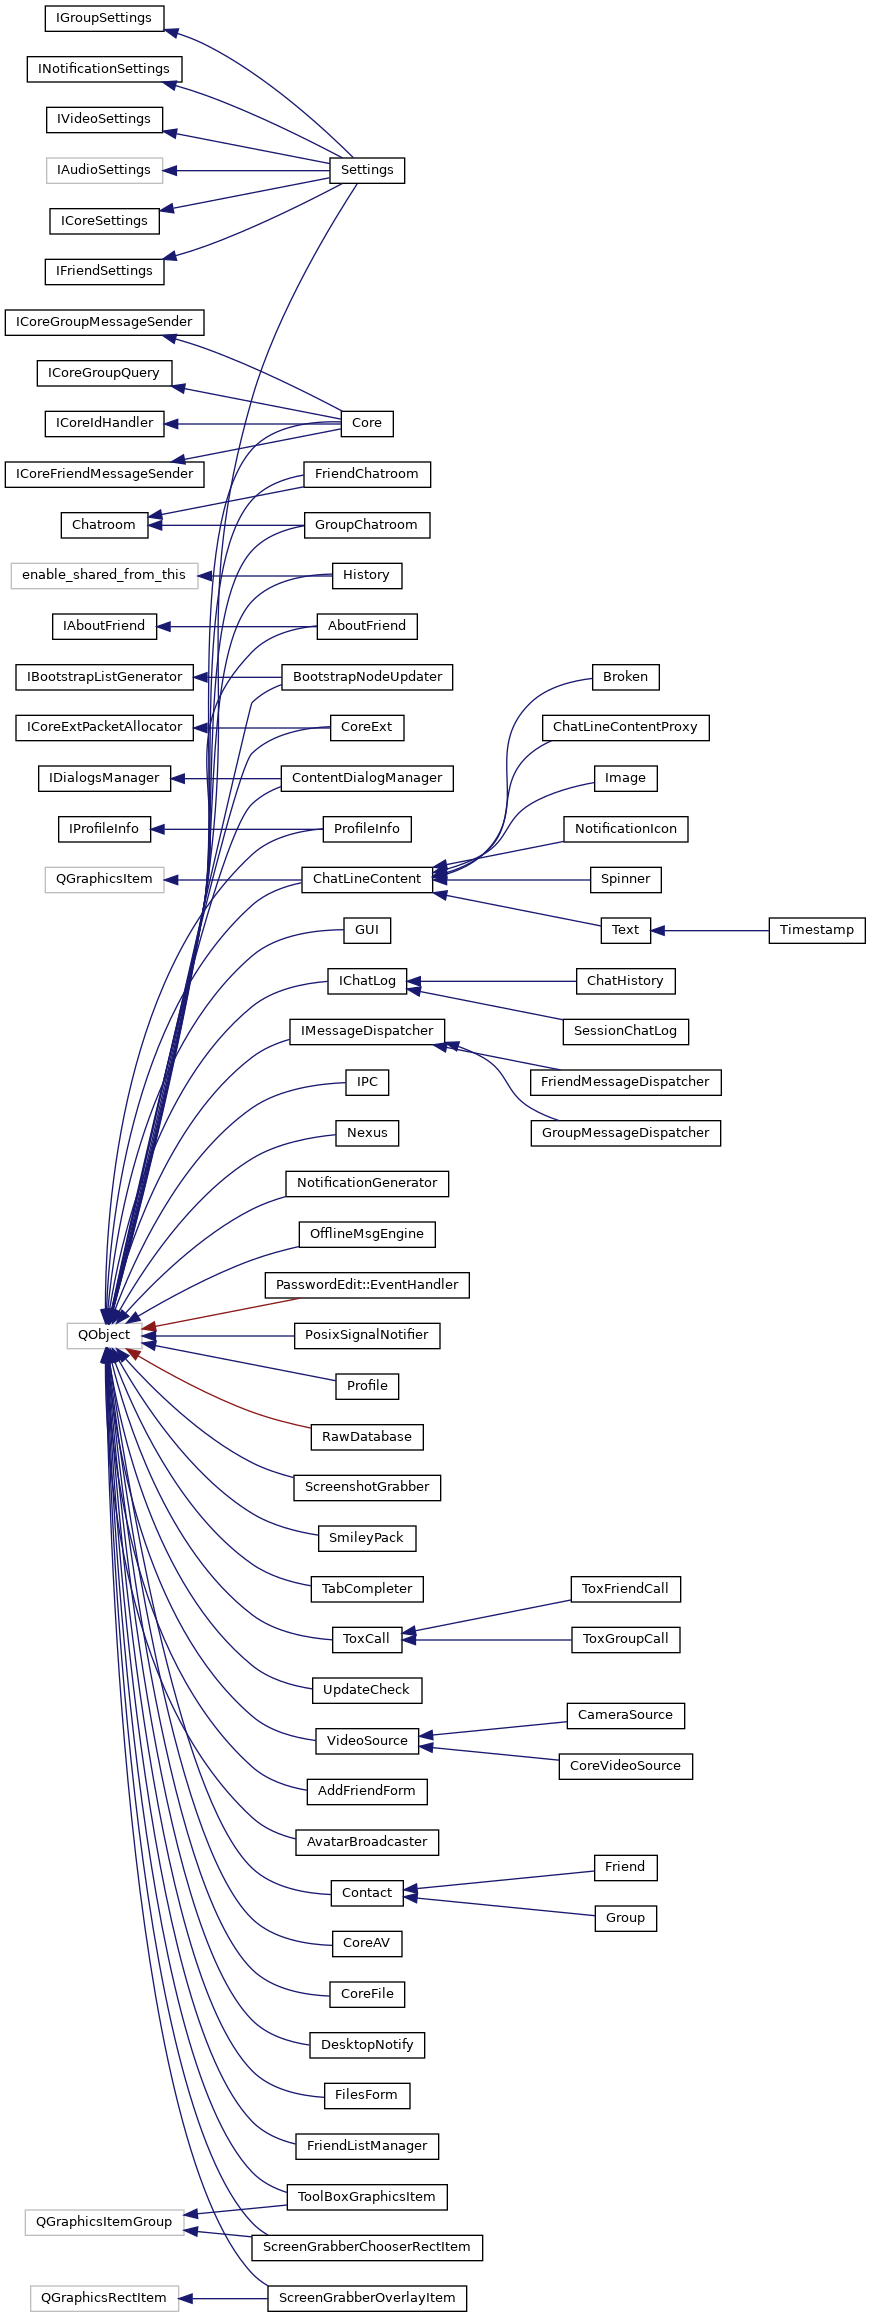 IGroupSettings
INotificationSettings
IVideoSettings
IAudioSettings
Settings
ICoreSettings
IFriendSettings
ICoreGroupMessageSender
ICoreGroupQuery
ICoreIdHandler
Core
ICoreFriendMessageSender
FriendChatroom
Chatroom
GroupChatroom
enable_shared_from_this
History
IAboutFriend
AboutFriend
IBootstrapListGenerator
BootstrapNodeUpdater
Broken
ICoreExtPacketAllocator
CoreExt
ChatLineContentProxy
IDialogsManager
ContentDialogManager
Image
IProfileInfo
ProfileInfo
NotificationIcon
QGraphicsItem
ChatLineContent
Spinner
GUI
Text
Timestamp
IChatLog
ChatHistory
IMessageDispatcher
SessionChatLog
IPC
FriendMessageDispatcher
Nexus
GroupMessageDispatcher
NotificationGenerator
OfflineMsgEngine
PasswordEdit::EventHandler
QObject
PosixSignalNotifier
Profile
RawDatabase
ScreenshotGrabber
SmileyPack
TabCompleter
ToxFriendCall
ToxCall
ToxGroupCall
UpdateCheck
CameraSource
VideoSource
CoreVideoSource
AddFriendForm
AvatarBroadcaster
Friend
Contact
Group
CoreAV
CoreFile
DesktopNotify
FilesForm
FriendListManager
ToolBoxGraphicsItem
QGraphicsItemGroup
ScreenGrabberChooserRectItem
QGraphicsRectItem
ScreenGrabberOverlayItem